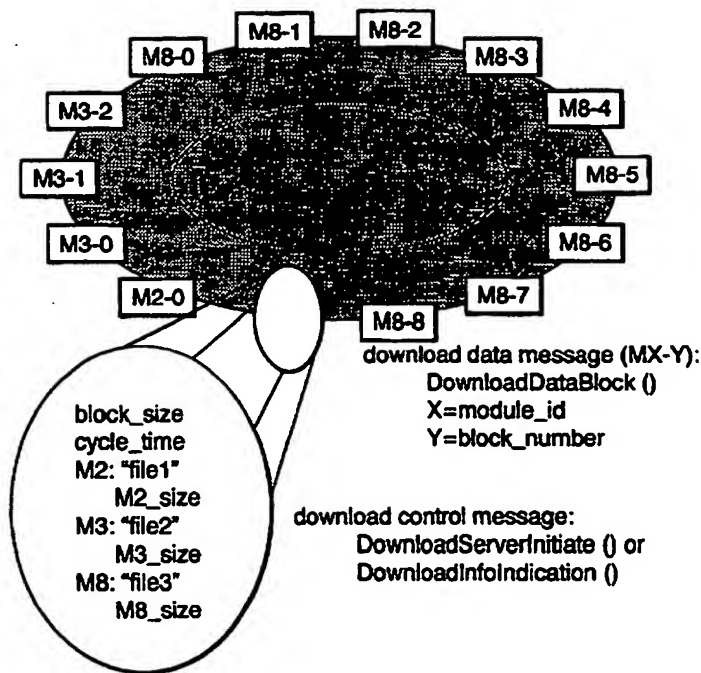 M8-1
M8-2
M8-0
M8-3
M3-2
M8-4
M3-1
M8-5
M3-0
M8-6
M2-0
M8-7
M8-8
download data message (MX-Y):
DownloadDataBlock ()
X=module_id
Y=block_number
block_size
cycle_time
M2: "file1"
M2_size
M3: "file2"
M3_size
M8: "file3"
M8_size
download control message:
DownloadServerInitiate () or
DownloadInfoIndication ()